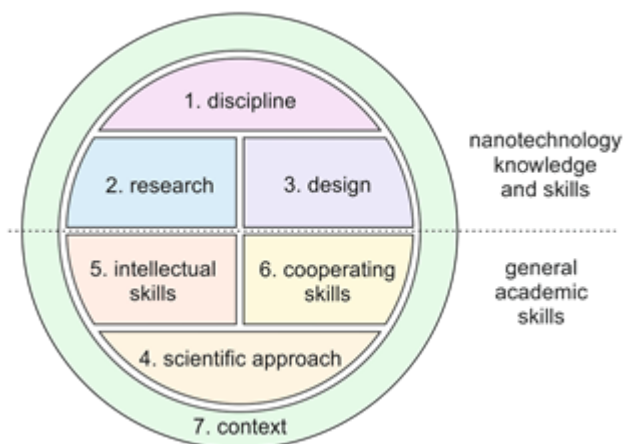 1. discipline
2. research
3. design
nanotechnology
knowledge
and skills
5. intellectual
skills
6. cooperating
skills
general
academic
skills
4. scientific approach
7. context